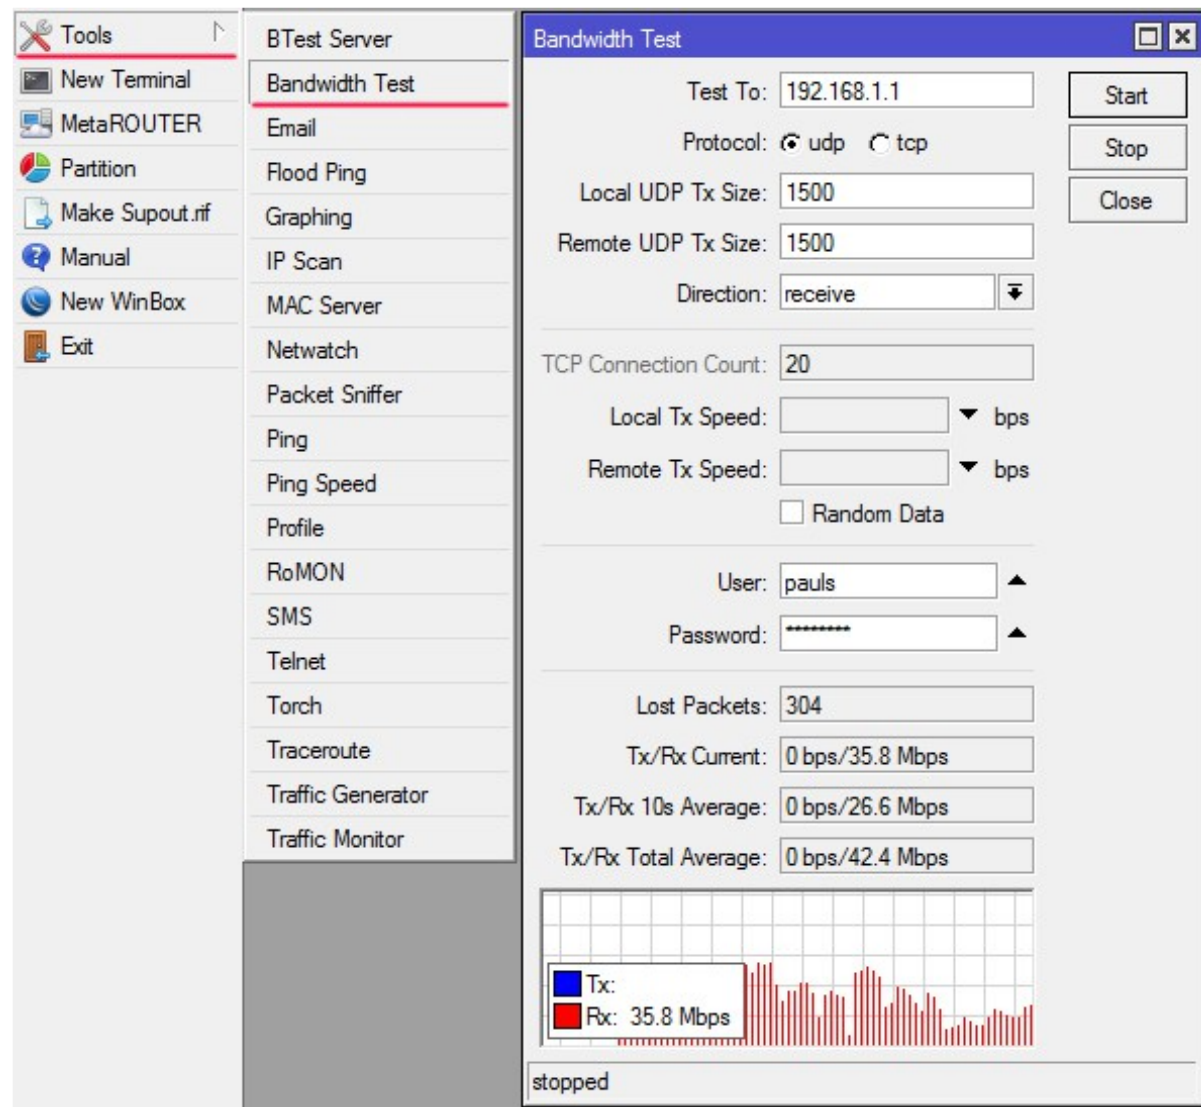 Tools
New Terminal
MetaROUTER
Partition
Make Supout.rif
Manual
New WinBox
Exit
BTest Server
Bandwidth Test
Email
Flood Ping
Graphing
IP Scan
MAC Server
Netwatch
Packet Sniffer
Ping
Ping Speed
Profile
RoMON
SMS
Telnet
Torch
Traceroute
Traffic Generator
Traffic Monitor
Bandwidth Test
Test To: 192.168.1.1
Protocol: udp tcp
Local UDP Tx Size: 1500
Remote UDP Tx Size: 1500
Direction: receive
TCP Connection Count: 20
Local Tx Speed: bps
Remote Tx Speed: bps
Random Data
User: pauls
Password: ********
Lost Packets: 304
Tx/Rx Current: 0 bps/35.8 Mbps
Tx/Rx 10s Average: 0 bps/26.6 Mbps
Tx/Rx Total Average: 0 bps/42.4 Mbps
Tx:
Rx: 35.8 Mbps
stopped
Start
Stop
Close